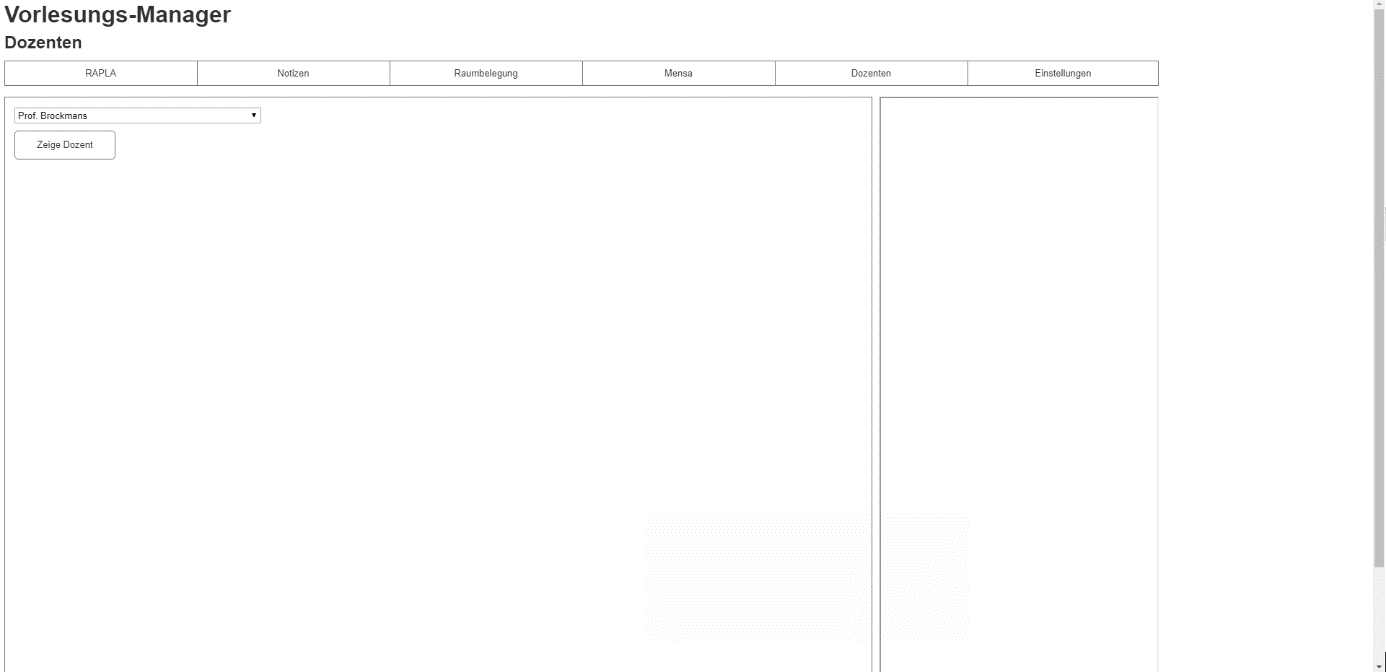 Vorlesungs-Manager
Dozenten
RAPLA Notizen Raumbelegung Mensa Dozenten Einstellungen
Prof. Brockmans
Zeige Dozent